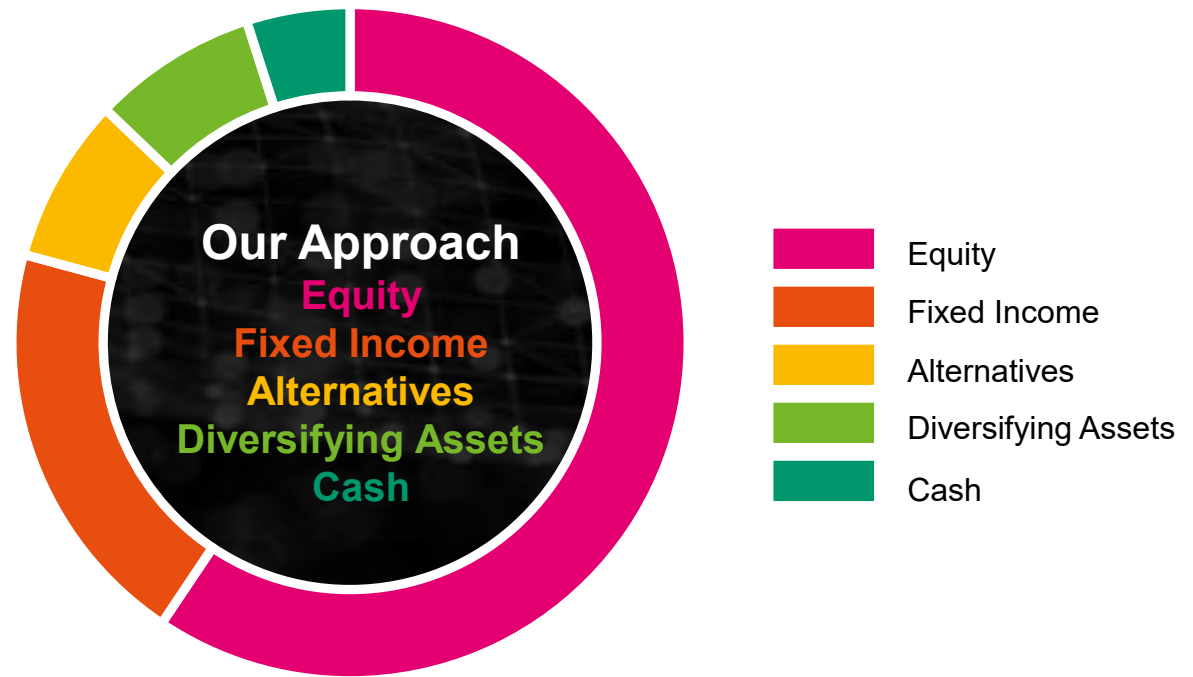 Our Approach
Equity
Fixed Income
Alternatives
Diversifying Assets
Cash
Equity
Fixed Income
Alternatives
Diversifying Assets
Cash